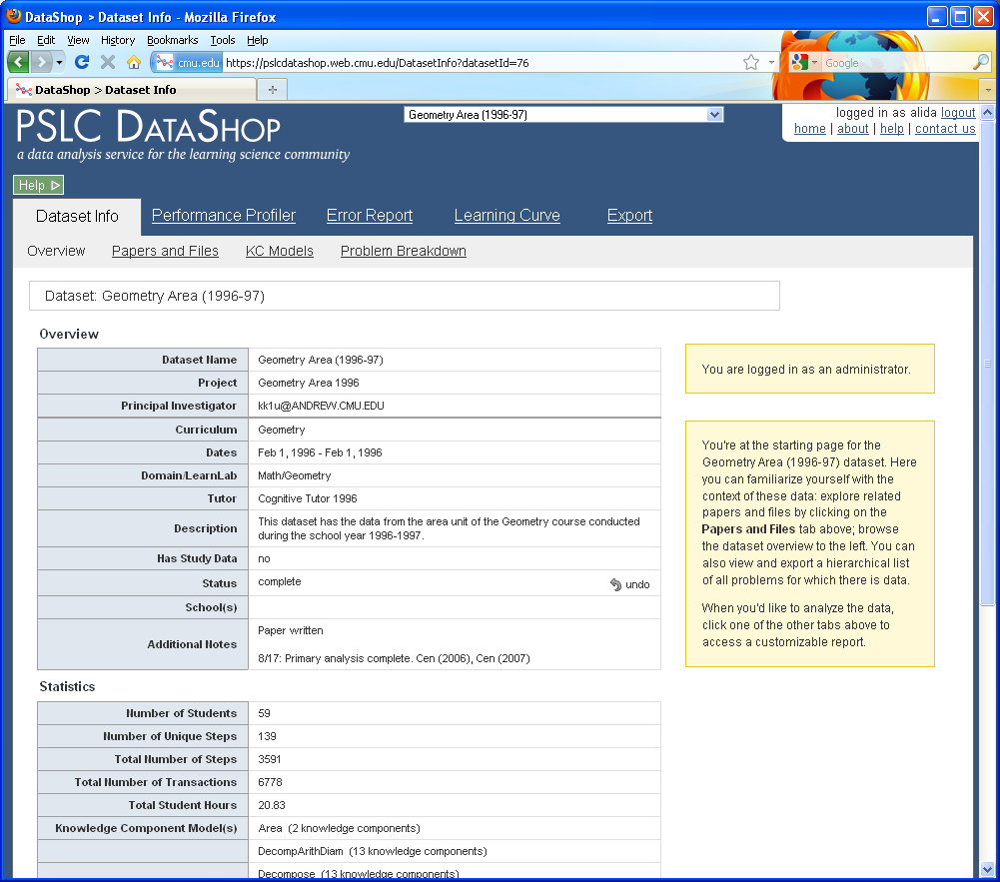 DataShop > Dataset Info - Mozilla Firefox
File Edit View History Bookmarks Tools Help
cmu.edu https://pslcdatashop.web.cmu.edu/DatasetInfo?datasetId=76 Google
DataShop > Dataset Info
PSLC DATASHOP
a data analysis service for the learning science community
Geometry Area (1996-97)
logged in as alida logout
home | about | help | contact us
Help
Dataset Info Performance Profiler Error Report Learning Curve Export
Overview Papers and Files KC Models Problem Breakdown
Dataset: Geometry Area (1996-97)
Overview
Dataset Name Geometry Area (1996-97)
Project Geometry Area 1996
Principal Investigator kk1u@ANDREW.CMU.EDU
Curriculum Geometry
Dates Feb 1, 1996 - Feb 1, 1996
Domain/LearnLab Math/Geometry
Tutor Cognitive Tutor 1996
Description This dataset has the data from the area unit of the Geometry course conducted
during the school year 1996-1997.
Has Study Data no
Status complete undo
School(s)
Additional Notes Paper written
8/17: Primary analysis complete. Cen (2006), Cen (2007)
Statistics
Number of Students 59
Number of Unique Steps 139
Total Number of Steps 3591
Total Number of Transactions 6778
Total Student Hours 20.83
Knowledge Component Model(s) Area (2 knowledge components)
DecompArithDiam (13 knowledge components)
Decompose (13 knowledge components)
You are logged in as an administrator.
You're at the starting page for the
Geometry Area (1996-97) dataset. Here
you can familiarize yourself with the
context of these data: explore related
papers and files by clicking on the
Papers and Files tab above; browse
the dataset overview to the left. You can
also view and export a hierarchical list
of all problems for which there is data.
When you'd like to analyze the data,
click one of the other tabs above to
access a customizable report.